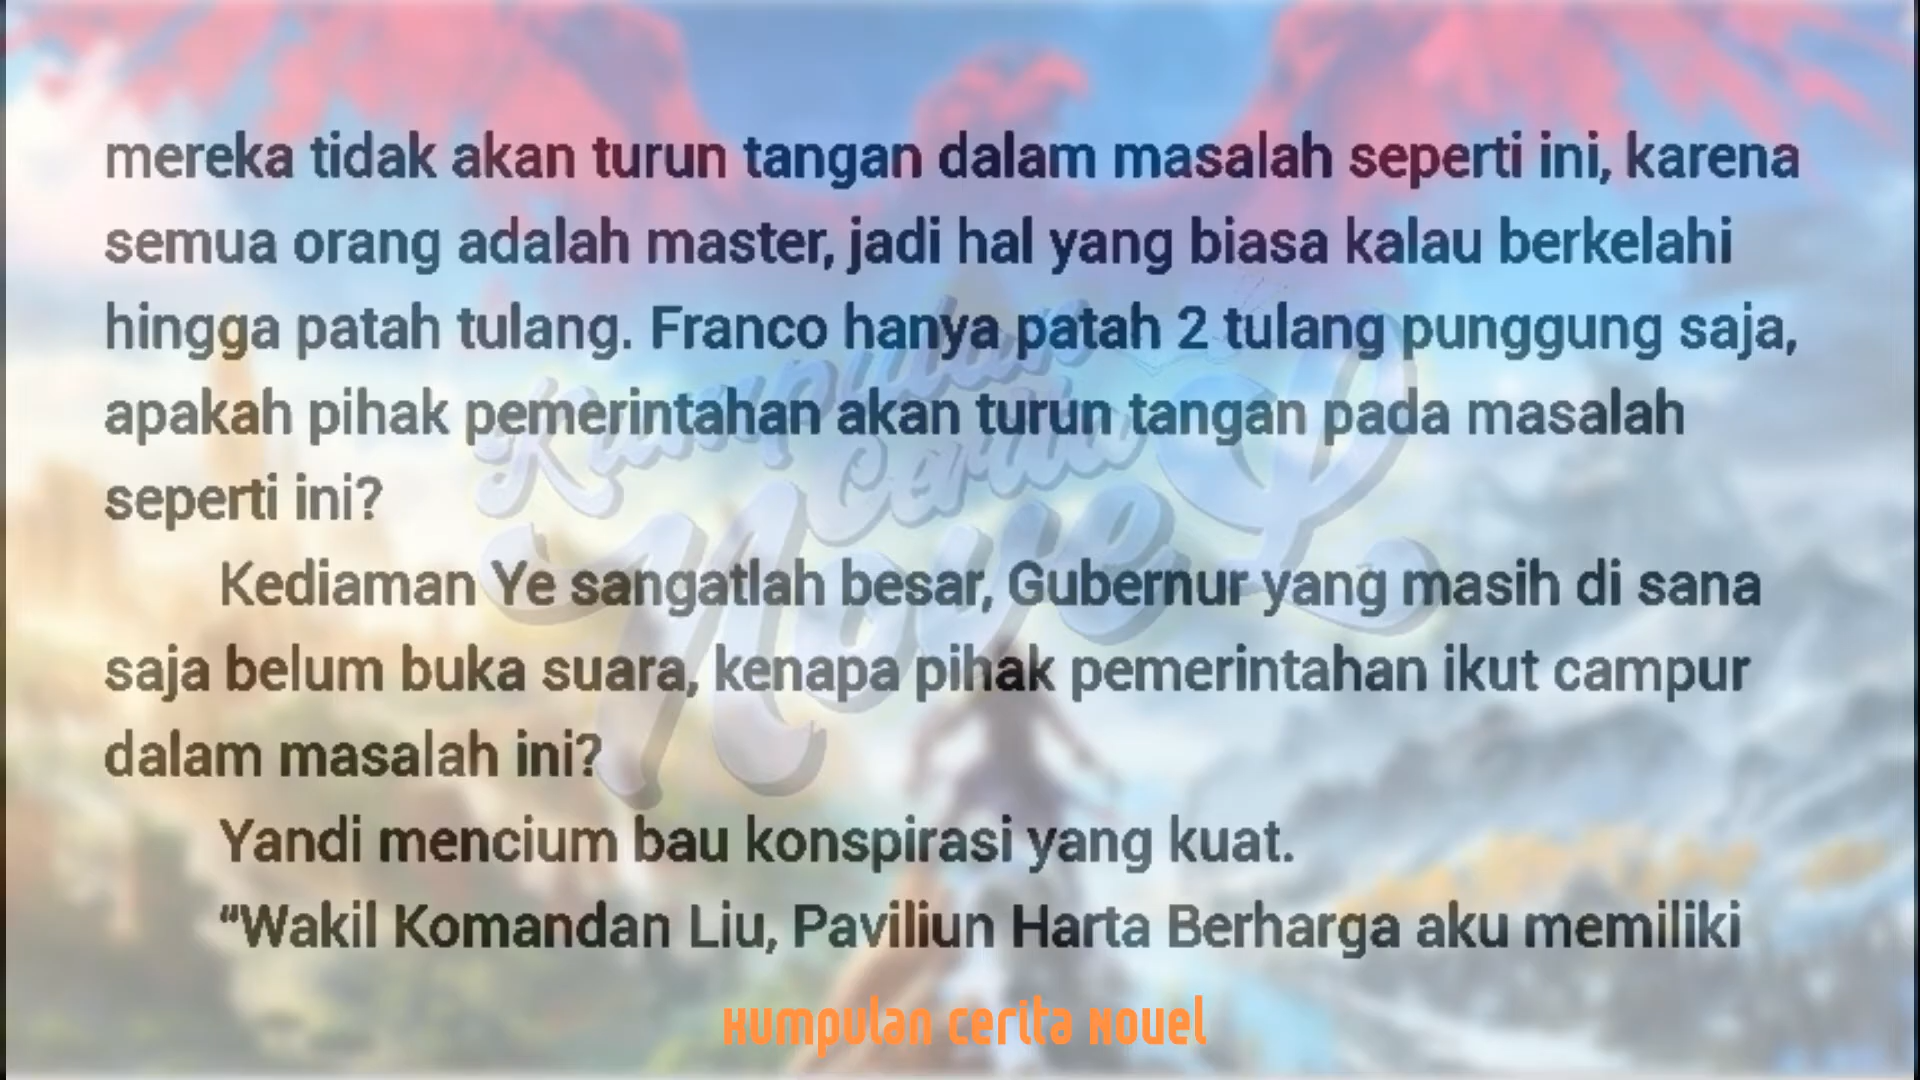 mereka tidak akan turun tangan dalam masalah seperti ini, karena
semua orang adalah master, jadi hal yang biasa kalau berkelahi
hingga patah tulang. Franco hanya patah 2 tulang punggung saja,
apakah pihak pemerintahan akan turun tangan pada masalah
seperti ini?
Kediaman Ye sangatlah besar, Gubernur yang masih di sana
saja belum buka suara, kenapa pihak pemerintahan ikut campur
dalam masalah ini?
Yandi mencium bau konspirasi yang kuat.
“Wakil Komandan Liu, Paviliun Harta Berharga aku memiliki
Kumpulan
Cerita
NoveL
Kumpulan Cerita Novel